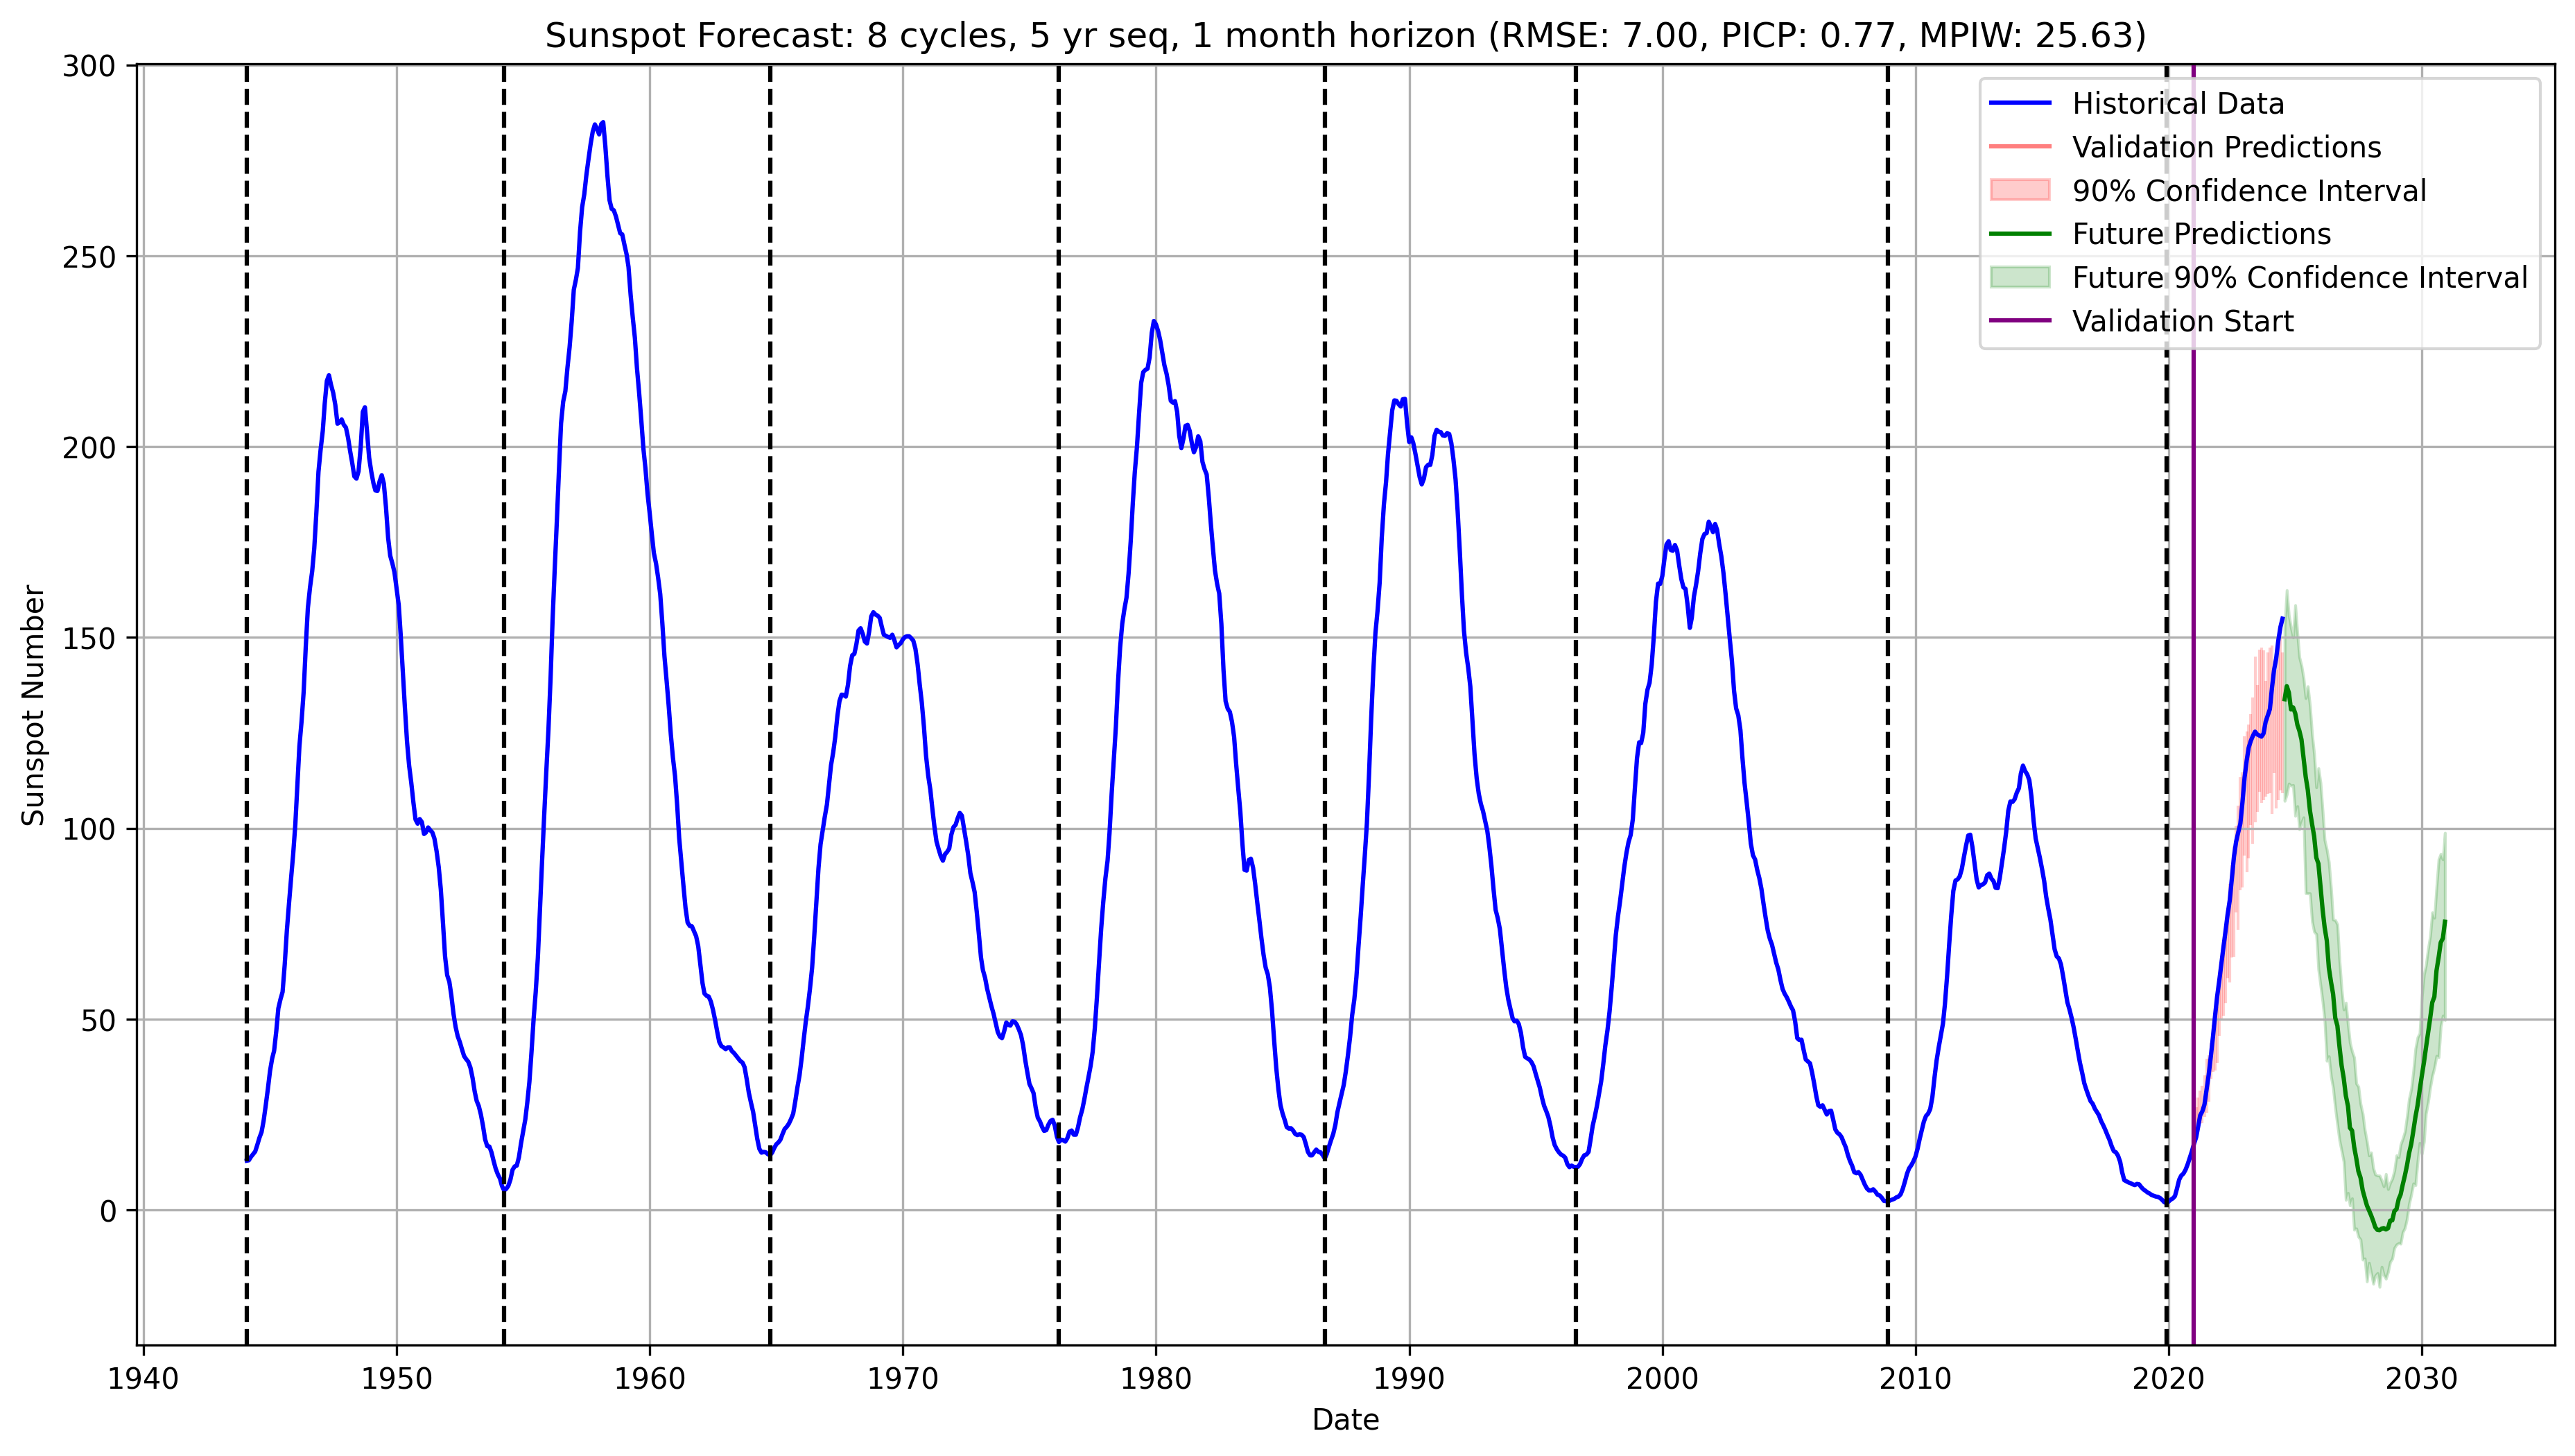 Sunspot Forecast: 8 cycles, 5 yr seq, 1 month horizon (RMSE: 7.00, PICP: 0.77, MPIW: 25.63)
Historical Data
Validation Predictions
90% Confidence Interval
Future Predictions
Future 90% Confidence Interval
Validation Start
Sunspot Number
300
250
200
150
100
50
0
1940 1950 1960 1970 1980 1990 2000 2010 2020 2030
Date